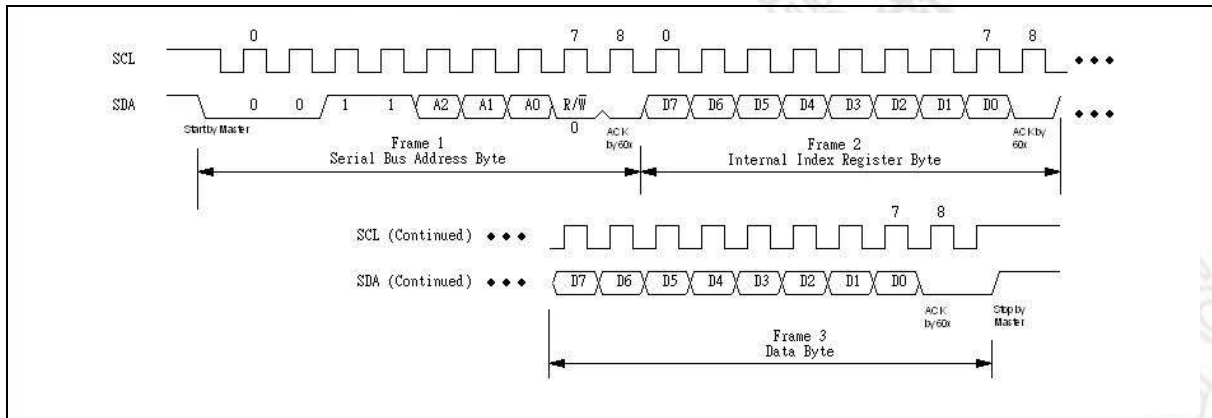 0 7 8 0 7 8
SCL
SDA 0 0 1 1 A2 A1 A0 R/W D7 D6 D5 D4 D3 D2 D1 D0
0
Start by Master
ACK by 60x
ACK by 60x
Frame 1
Serial Bus Address Byte
Frame 2
Internal Index Register Byte
7 8
SCL (Continued)
SDA (Continued) D7 D6 D5 D4 D3 D2 D1 D0
ACK by 60x
Stop by Master
Frame 3
Data Byte